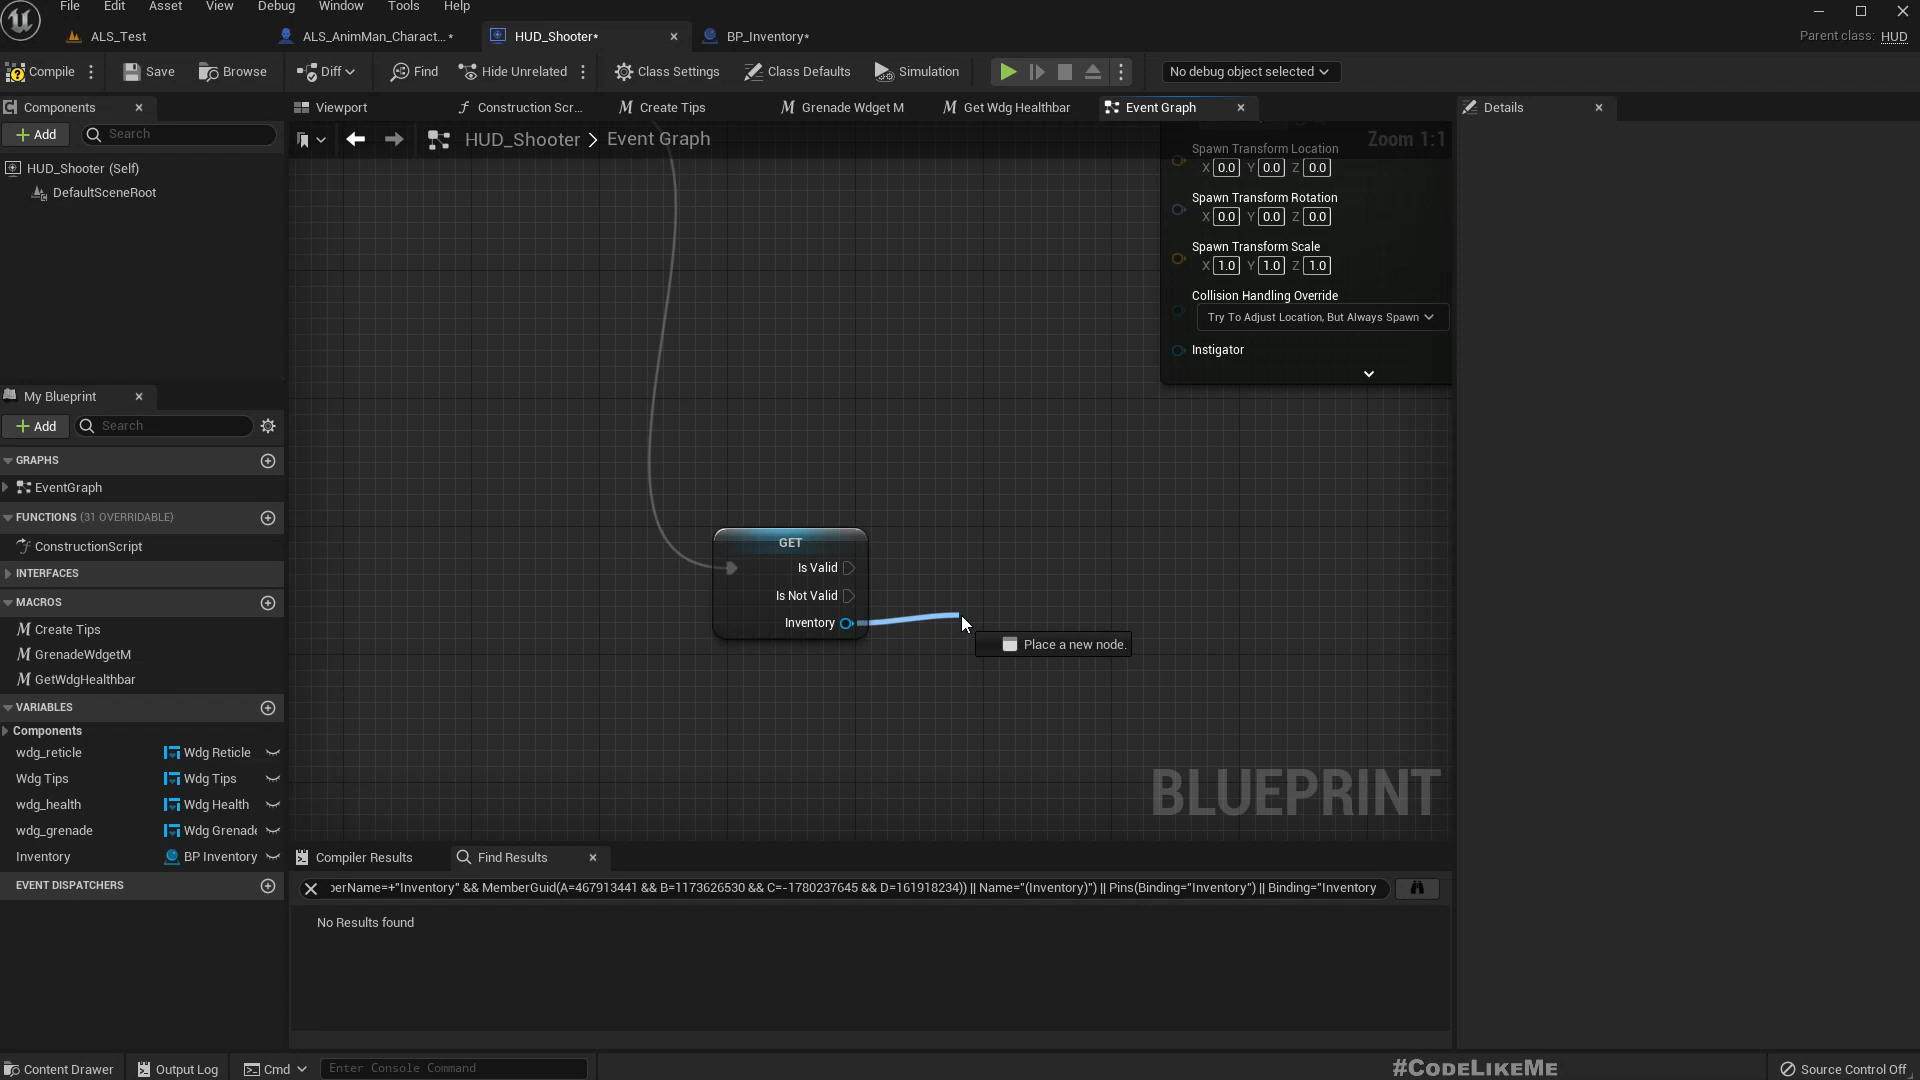 File Edit Asset View Debug Window Tools Help
ALS_Test ALS_AnimMan_Charact...* HUD_Shooter* BP_Inventory*
Parent class: HUD
Compile Save Browse Diff Find Hide Unrelated Class Settings Class Defaults Simulation No debug object selected
Components Viewport Construction Scr... Create Tips Grenade Wdget M Get Wdg Healthbar Event Graph Details
Add Search
HUD_Shooter > Event Graph Zoom 1:1
HUD_Shooter (Self)
DefaultSceneRoot
Spawn Transform Location
X 0.0 Y 0.0 Z 0.0
Spawn Transform Rotation
X 0.0 Y 0.0 Z 0.0
Spawn Transform Scale
X 1.0 Y 1.0 Z 1.0
Collision Handling Override
Try To Adjust Location, But Always Spawn
Instigator
My Blueprint
Add Search
GRAPHS
EventGraph
FUNCTIONS (31 OVERRIDABLE)
ConstructionScript
INTERFACES
MACROS
Create Tips
GrenadeWdgetM
GetWdgHealthbar
VARIABLES
Components
wdg_reticle Wdg Reticle
Wdg Tips Wdg Tips
wdg_health Wdg Health
wdg_grenade Wdg Grenade
Inventory BP Inventory
EVENT DISPATCHERS
GET
Is Valid
Is Not Valid
Inventory
Place a new node.
BLUEPRINT
Compiler Results Find Results
berName=+"Inventory" && MemberGuid(A=467913441 && B=1173626530 && C=-1780237645 && D=161918234)) || Name="(Inventory)") || Pins(Binding="Inventory") || Binding="Inventory
No Results found
Content Drawer Output Log Cmd Enter Console Command #CodeLikeMe Source Control Off